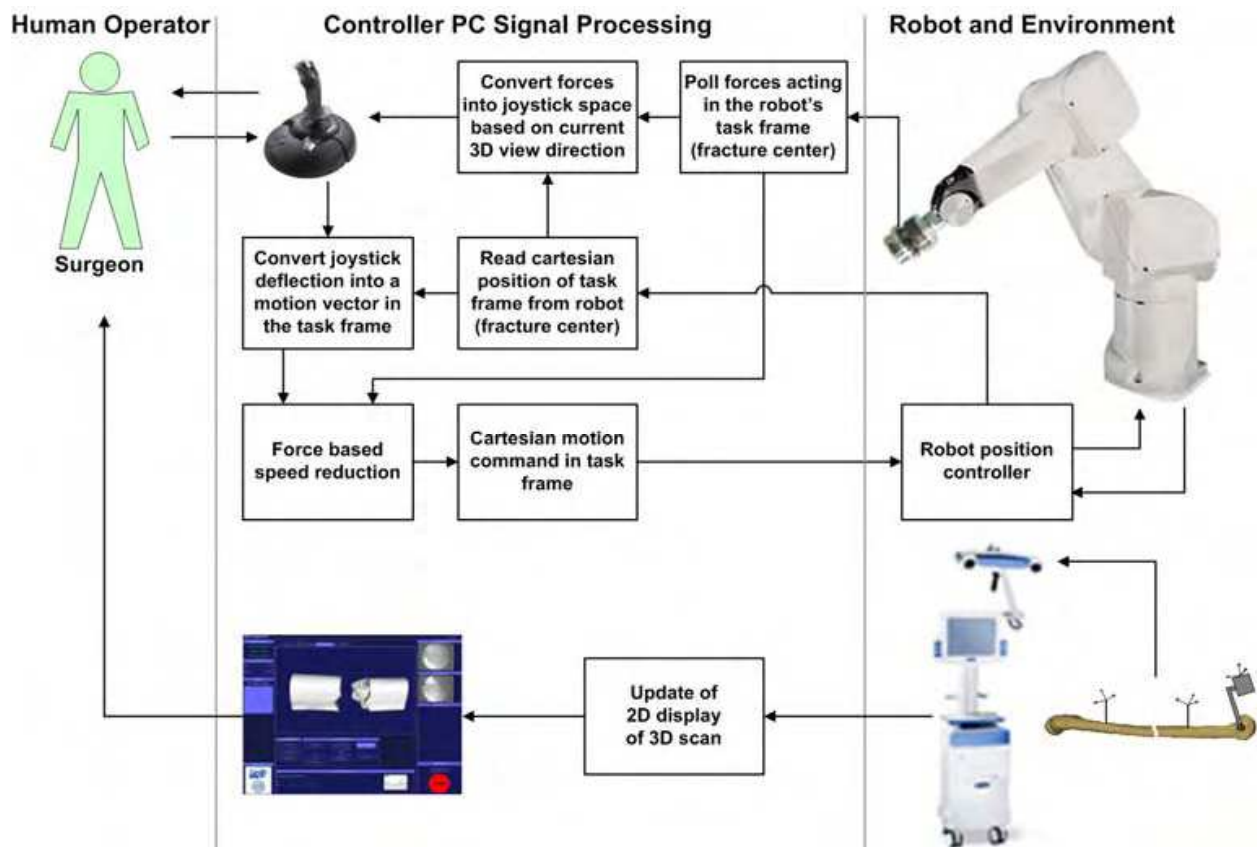 Human Operator
Controller PC Signal Processing
Robot and Environment
Convert forces
into joystick space
based on current
3D view direction
Poll forces acting
in the robot's
task frame
(fracture center)
Surgeon
Convert joystick
deflection into a
motion vector in
the task frame
Read cartesian
position of task
frame from robot
(fracture center)
Force based
speed reduction
Cartesian motion
command in task
frame
Robot position
controller
Update of
2D display
of 3D scan